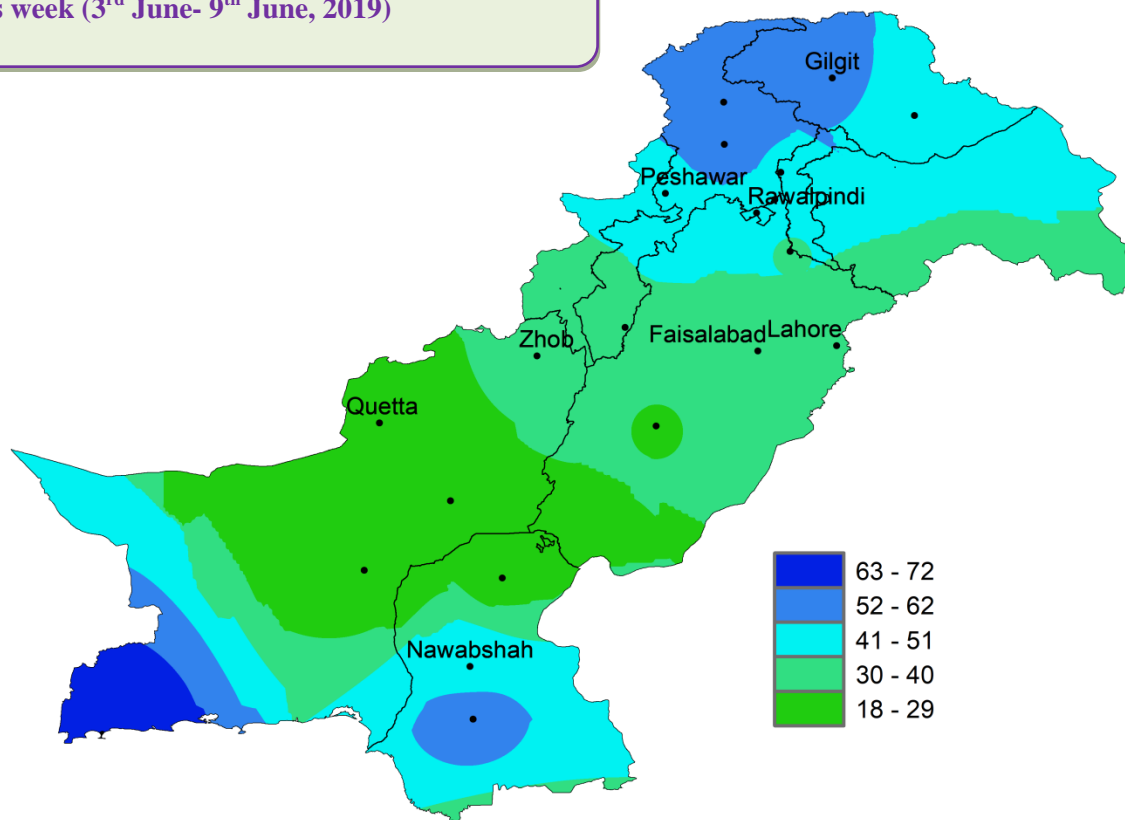 s week (3rd June- 9th June, 2019)
Gilgit
Peshawar
Rawalpindi
Zhob
Faisalabad
Lahore
Quetta
Nawabshah
63 - 72
52 - 62
41 - 51
30 - 40
18 - 29